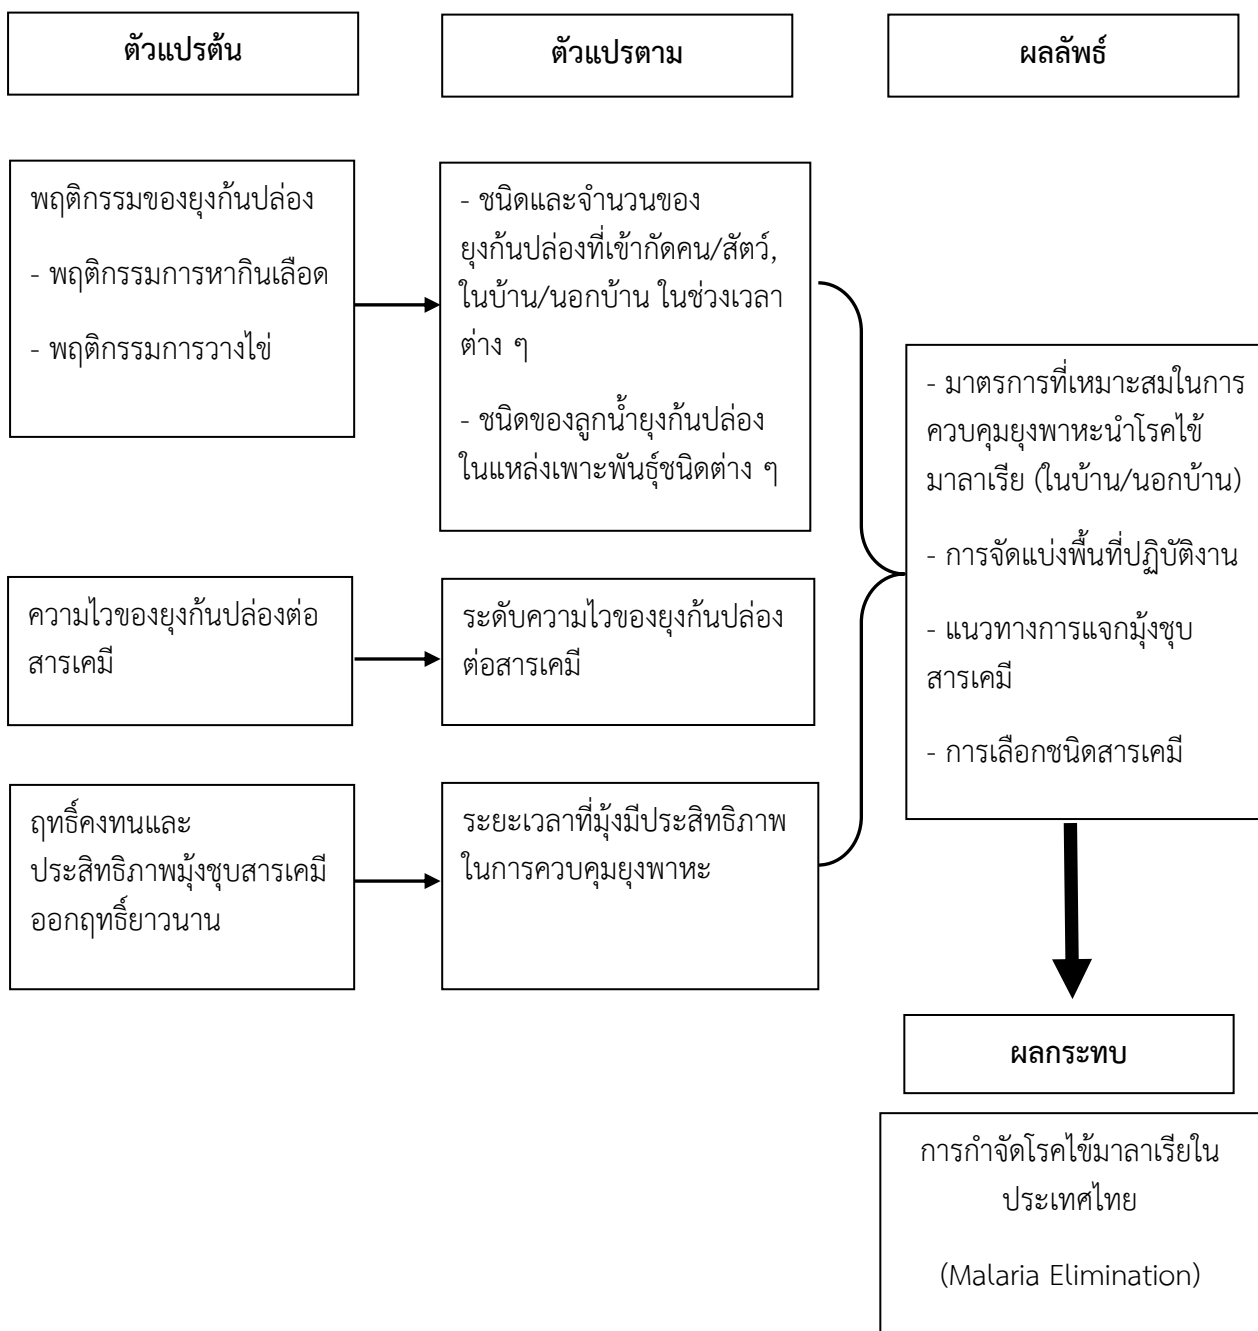 ตัวแปรต้น
ตัวแปรตาม
ผลลัพธ์
พฤติกรรมของยุงก้นปล่อง
- พฤติกรรมการหากินเลือด
- พฤติกรรมการวางไข่
- ชนิดและจำนวนของ
ยุงก้นปล่องที่เข้ากัดคน/สัตว์,
ในบ้าน/นอกบ้าน ในช่วงเวลา
ต่าง ๆ
- ชนิดของลูกน้ำยุงก้นปล่อง
ในแหล่งเพาะพันธุ์ชนิดต่าง ๆ
ความไวของยุงก้นปล่องต่อ
สารเคมี
ระดับความไวของยุงก้นปล่อง
ต่อสารเคมี
ฤทธิ์คงทนและ
ประสิทธิภาพมุ้งชุบสารเคมี
ออกฤทธิ์ยาวนาน
ระยะเวลาที่มุ้งมีประสิทธิภาพ
ในการควบคุมยุงพาหะ
- มาตรการที่เหมาะสมในการ
ควบคุมยุงพาหะนำโรคไข้
มาลาเรีย (ในบ้าน/นอกบ้าน)
- การจัดแบ่งพื้นที่ปฏิบัติงาน
- แนวทางการแจกมุ้งชุบ
สารเคมี
- การเลือกชนิดสารเคมี
ผลกระทบ
การกำจัดโรคไข้มาลาเรียใน
ประเทศไทย
(Malaria Elimination)